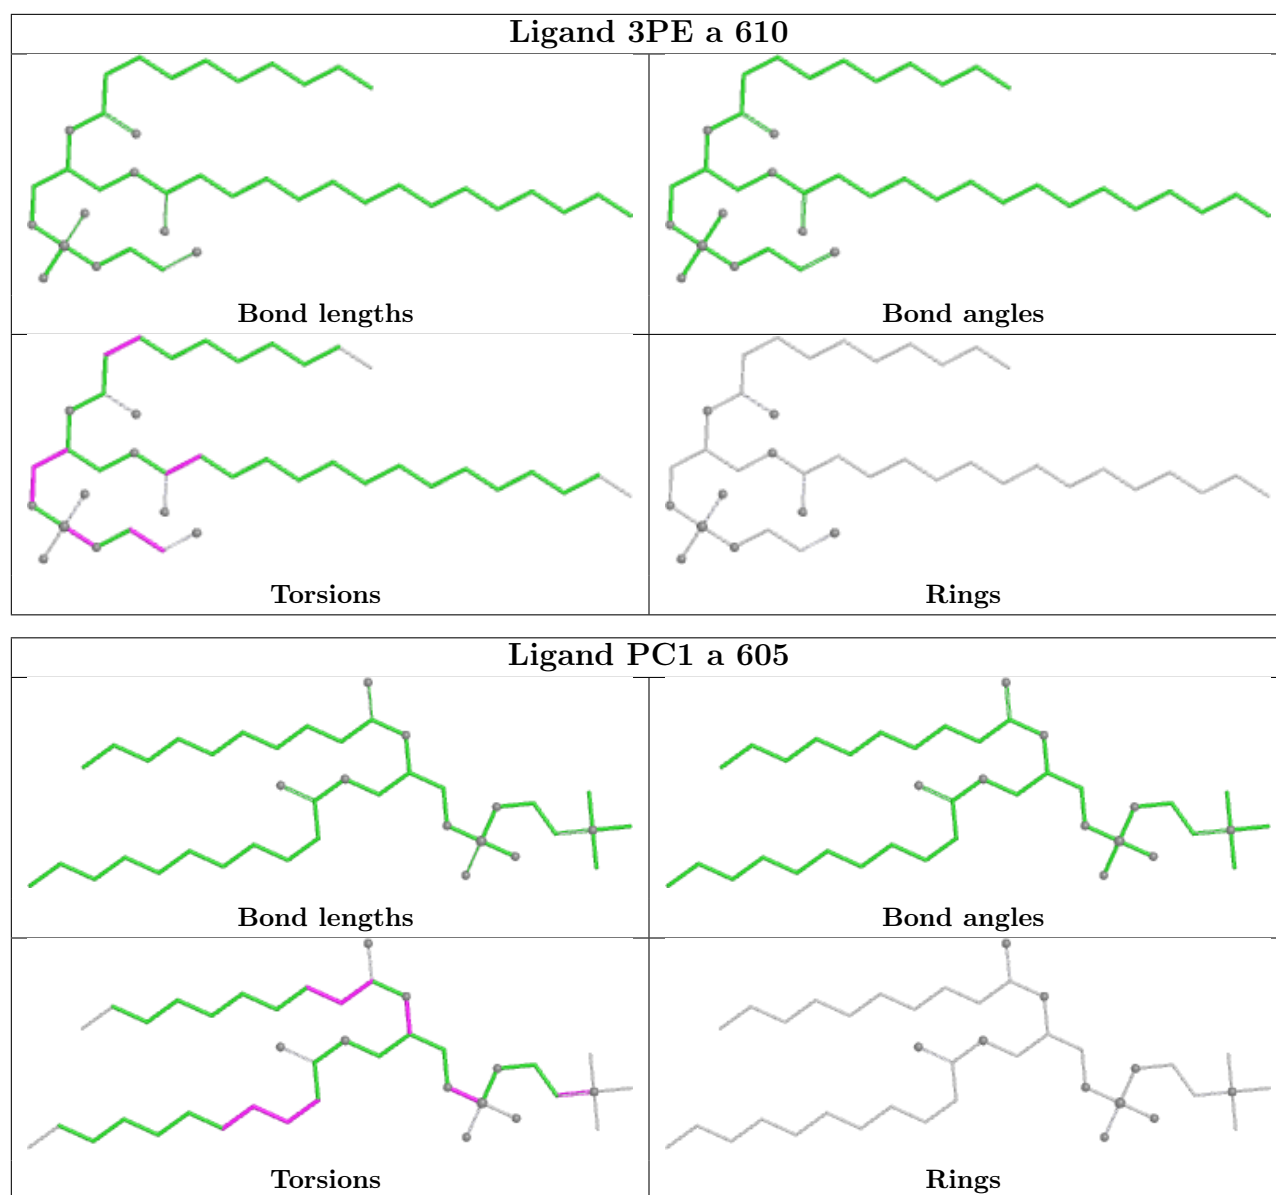 Ligand 3PE a 610
Bond lengths
Bond angles
Torsions
Rings
Ligand PC1 a 605
Bond lengths
Bond angles
Torsions
Rings